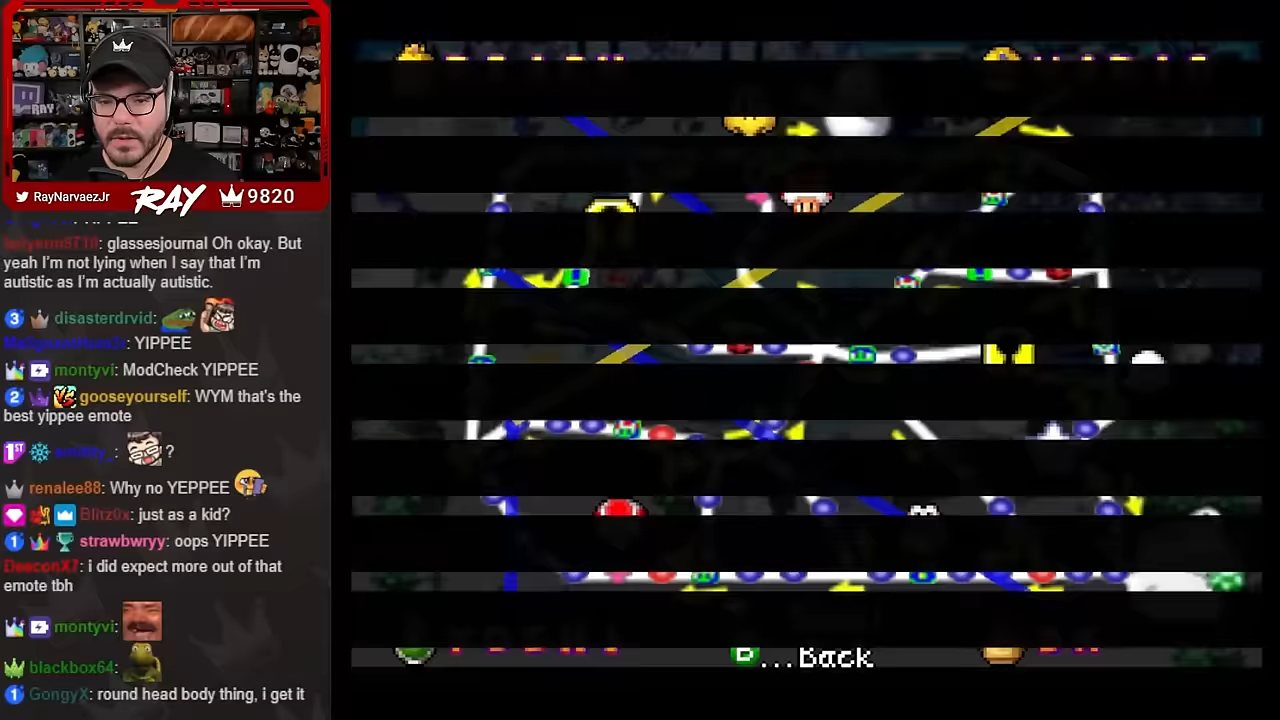 RayNarvaezJr RAY 9820
glassesjournal Oh okay. But
yeah I'm not lying when I say that I'm
autistic as I'm actually autistic.
3 disasterdrvid:
YIPPEE
montyvi: ModCheck YIPPEE
2 gooseyourself: WYM that's the
best yippee emote
1ST ?
renalee88: Why no YEPPEE
Blitz0x: just as a kid?
1 strawbwryy: oops YIPPEE
DeaconX7: i did expect more out of that
emote tbh
montyvi:
blackbox64:
1 GongyX: round head body thing, i get it
B...Back